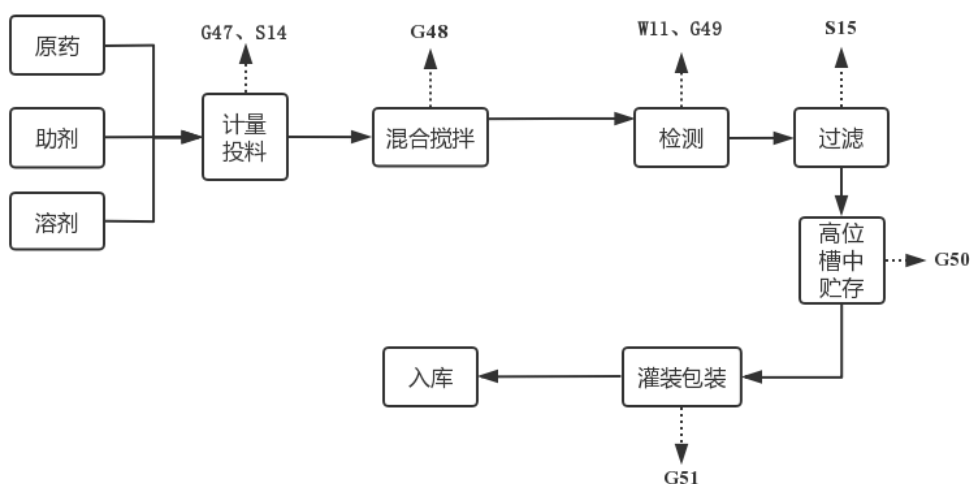 原药
助剂
溶剂
G47、S14
计量
投料
G48
混合搅拌
W11、G49
检测
S15
过滤
高位
槽中
贮存
G50
灌装包装
G51
入库